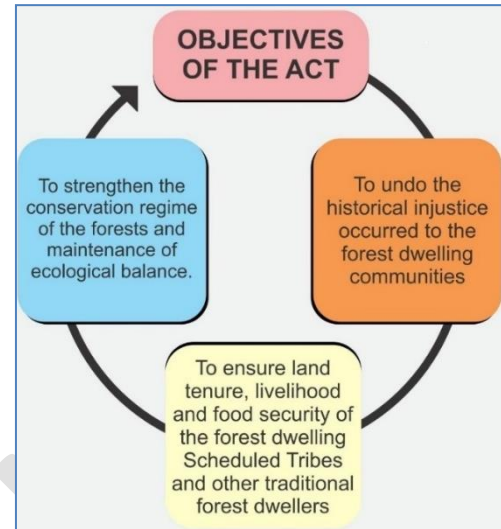 OBJECTIVES
OF THE ACT
To undo the
historical injustice
occurred to the
forest dwelling
communities
To ensure land
tenure, livelihood
and food security of
the forest dwelling
Scheduled Tribes
and other traditional
forest dwellers
To strengthen the
conservation regime
of the forests and
maintenance of
ecological balance.